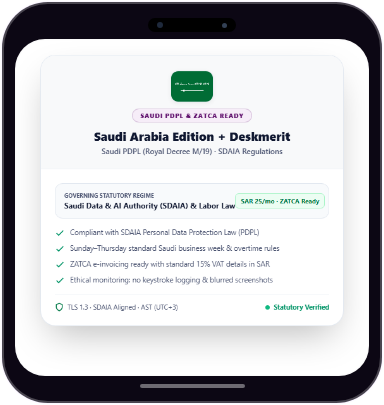 SAUDI PDPL & ZATCA READY
Saudi Arabia Edition + Deskmerit
Saudi PDPL (Royal Decree M/19) · SDAIA Regulations
GOVERNING STATUTORY REGIME
Saudi Data & AI Authority (SDAIA) & Labor Law
SAR 25/mo · ZATCA Ready
Compliant with SDAIA Personal Data Protection Law (PDPL)
Sunday–Thursday standard Saudi business week & overtime rules
ZATCA e-invoicing ready with standard 15% VAT details in SAR
Ethical monitoring: no keystroke logging & blurred screenshots
TLS 1.3 · SDAIA Aligned · AST (UTC+3)
Statutory Verified